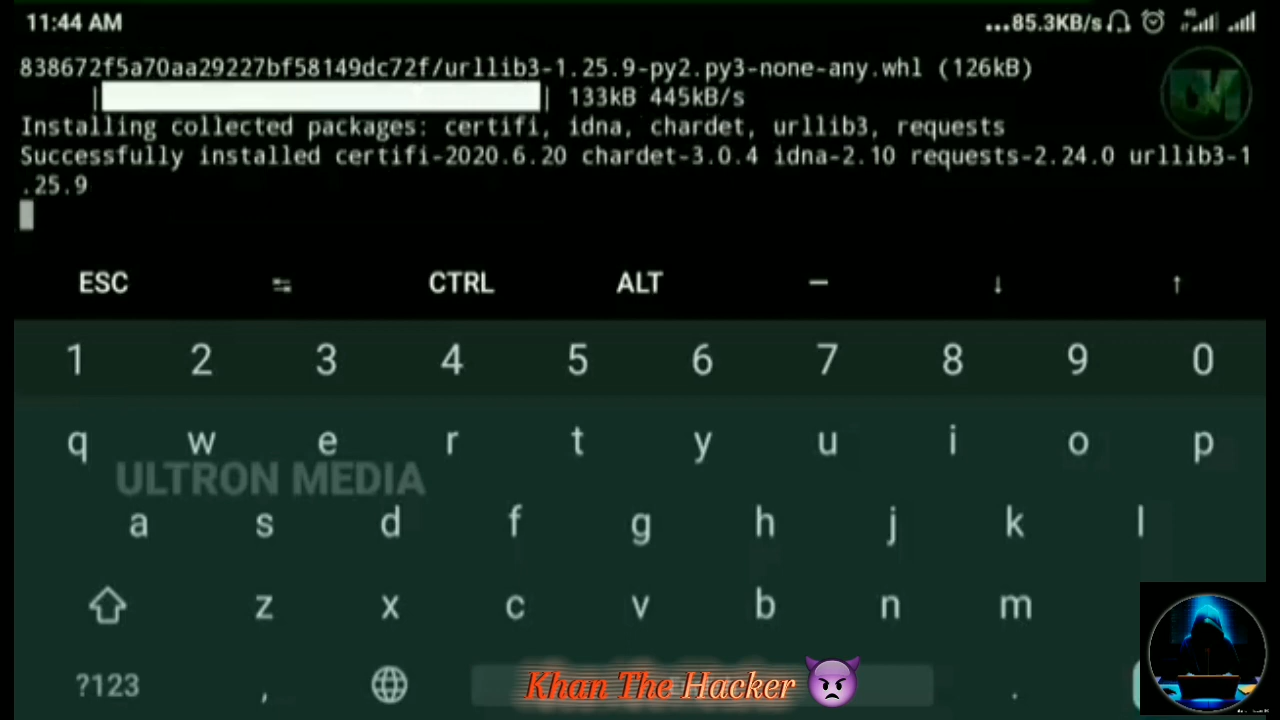 11:44 AM ...85.3KB/s 4G
838672f5a70aa29227bf58149dc72f/urllib3-1.25.9-py2.py3-none-any.whl (126kB)
| | 133kB 445kB/s
Installing collected packages: certifi, idna, chardet, urllib3, requests
Successfully installed certifi-2020.6.20 chardet-3.0.4 idna-2.10 requests-2.24.0 urllib3-1
.25.9
ESC CTRL ALT — ↓ ↑
1 2 3 4 5 6 7 8 9 0
q w e r t y u i o p
ULTRON MEDIA
a s d f g h j k l
z x c v b n m
?123 , Khan The Hacker 👿 .